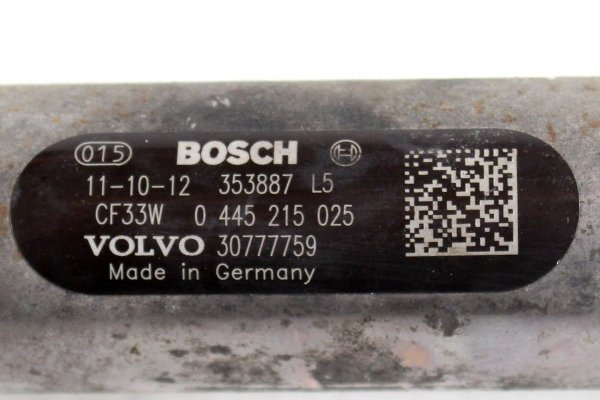 015 BOSCH
11-10-12 353887 L5
CF33W 0 445 215 025
VOLVO 30777759
Made in Germany